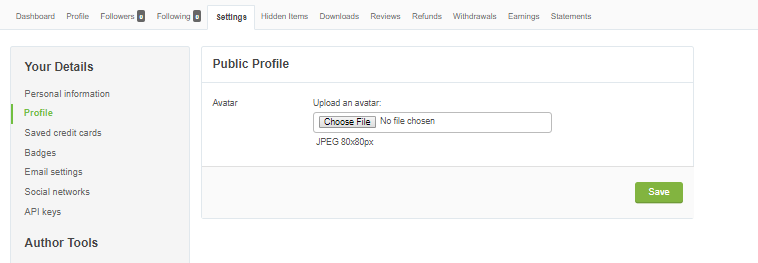 Dashboard Profile Followers 0 Following 0 Settings Hidden Items Downloads Reviews Refunds Withdrawals Earnings Statements
Your Details
Personal information
Profile
Saved credit cards
Badges
Email settings
Social networks
API keys
Author Tools
Public Profile
Avatar
Upload an avatar:
Choose File No file chosen
JPEG 80x80px
Save